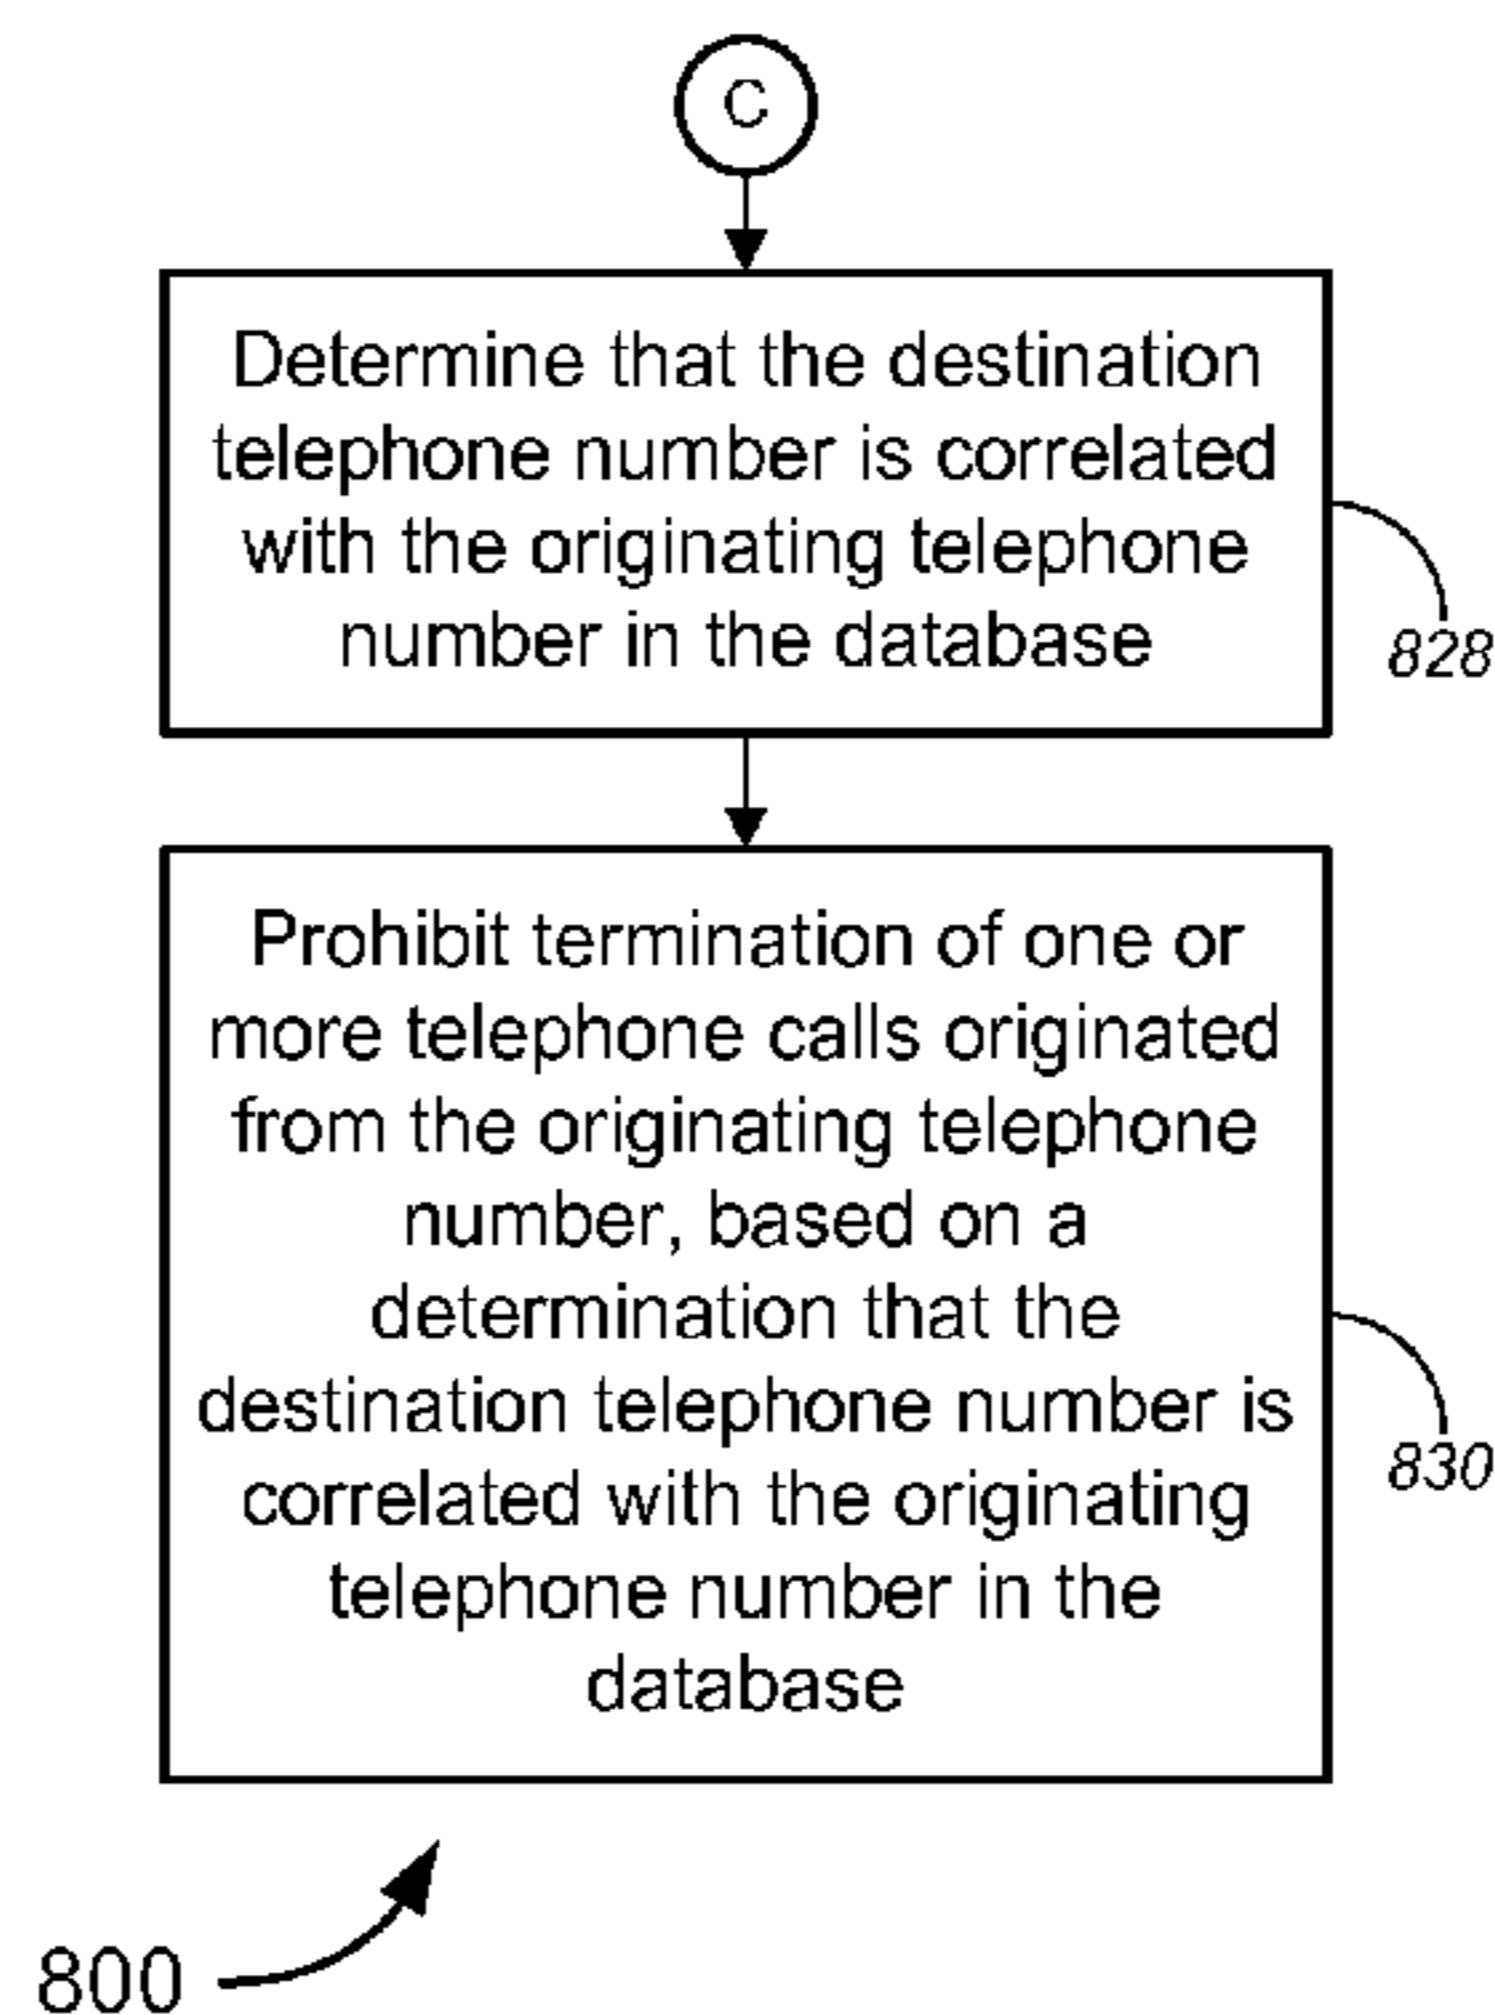 C
Determine that the destination
telephone number is correlated
with the originating telephone
number in the database
828
Prohibit termination of one or
more telephone calls originated
from the originating telephone
number, based on a
determination that the
destination telephone number is
correlated with the originating
telephone number in the
database
830
800